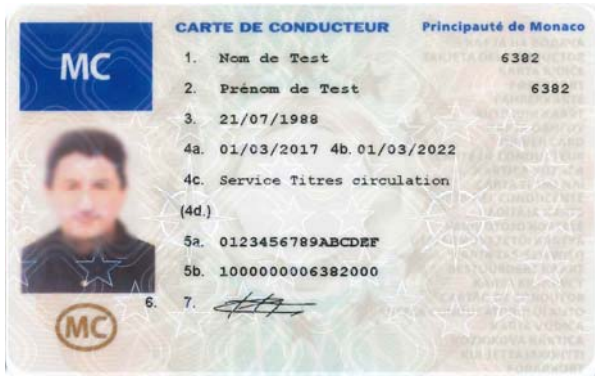 CARTE DE CONDUCTEUR Principauté de Monaco
MC
1. Nom de Test 6382
2. Prénom de Test 6382
3. 21/07/1988
4a. 01/03/2017 4b. 01/03/2022
4c. Service Titres circulation
(4d.)
5a. 0123456789ABCDEF
5b. 1000000006382000
6. 7.
MC